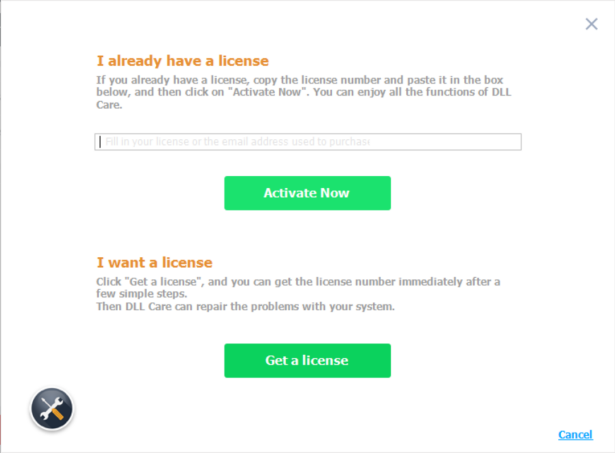 I already have a license
If you already have a license, copy the license number and paste it in the box
below, and then click on "Activate Now". You can enjoy all the functions of DLL
Care.
Fill in your license or the email address used to purchase
Activate Now
I want a license
Click "Get a license", and you can get the license number immediately after a
few simple steps.
Then DLL Care can repair the problems with your system.
Get a license
Cancel